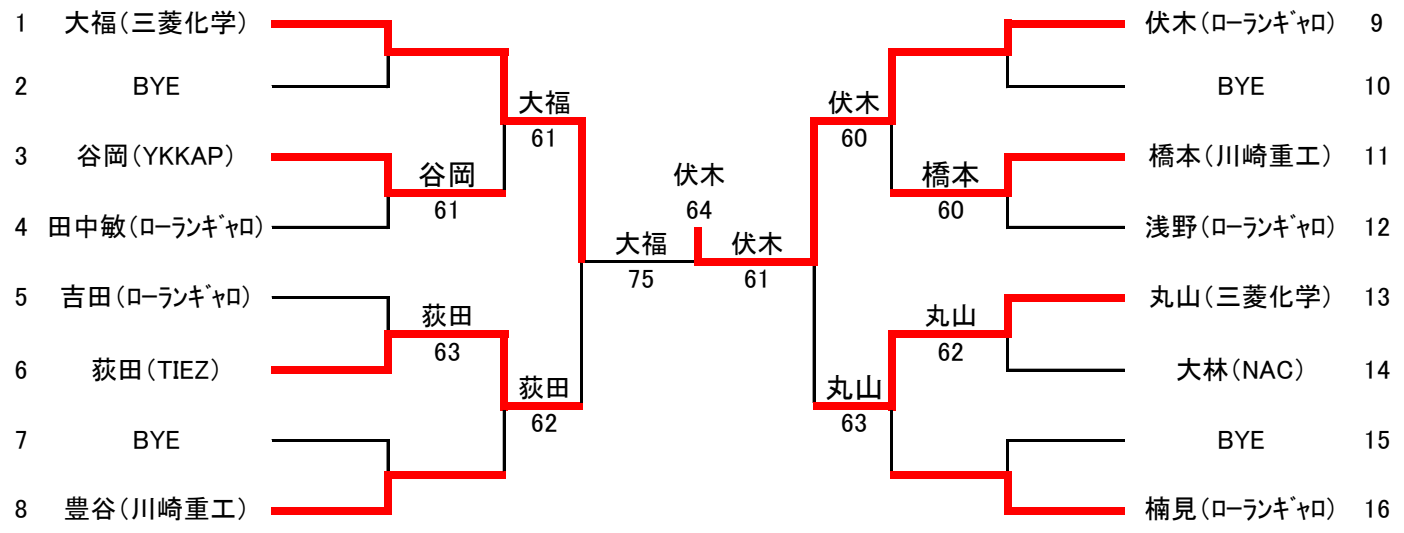 1 大福(三菱化学)
2 BYE
3 谷岡(YKKAP)
4 田中敏(ﾛｰﾗﾝｷﾞｬﾛ)
5 吉田(ﾛｰﾗﾝｷﾞｬﾛ)
6 荻田(TIEZ)
7 BYE
8 豊谷(川崎重工)
谷岡
61
荻田
63
大福
61
荻田
62
大福
75
伏木
64
伏木
61
伏木
60
丸山
63
橋本
60
丸山
62
伏木(ﾛｰﾗﾝｷﾞｬﾛ) 9
BYE 10
橋本(川崎重工) 11
浅野(ﾛｰﾗﾝｷﾞｬﾛ) 12
丸山(三菱化学) 13
大林(NAC) 14
BYE 15
楠見(ﾛｰﾗﾝｷﾞｬﾛ) 16